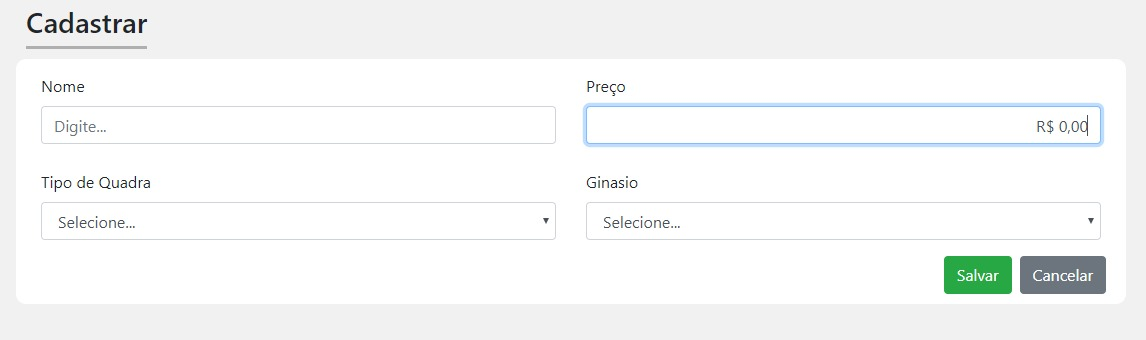 Cadastrar
Nome
Preço
Digite...
R$ 0,00
Tipo de Quadra
Ginasio
Selecione...
Selecione...
Salvar
Cancelar